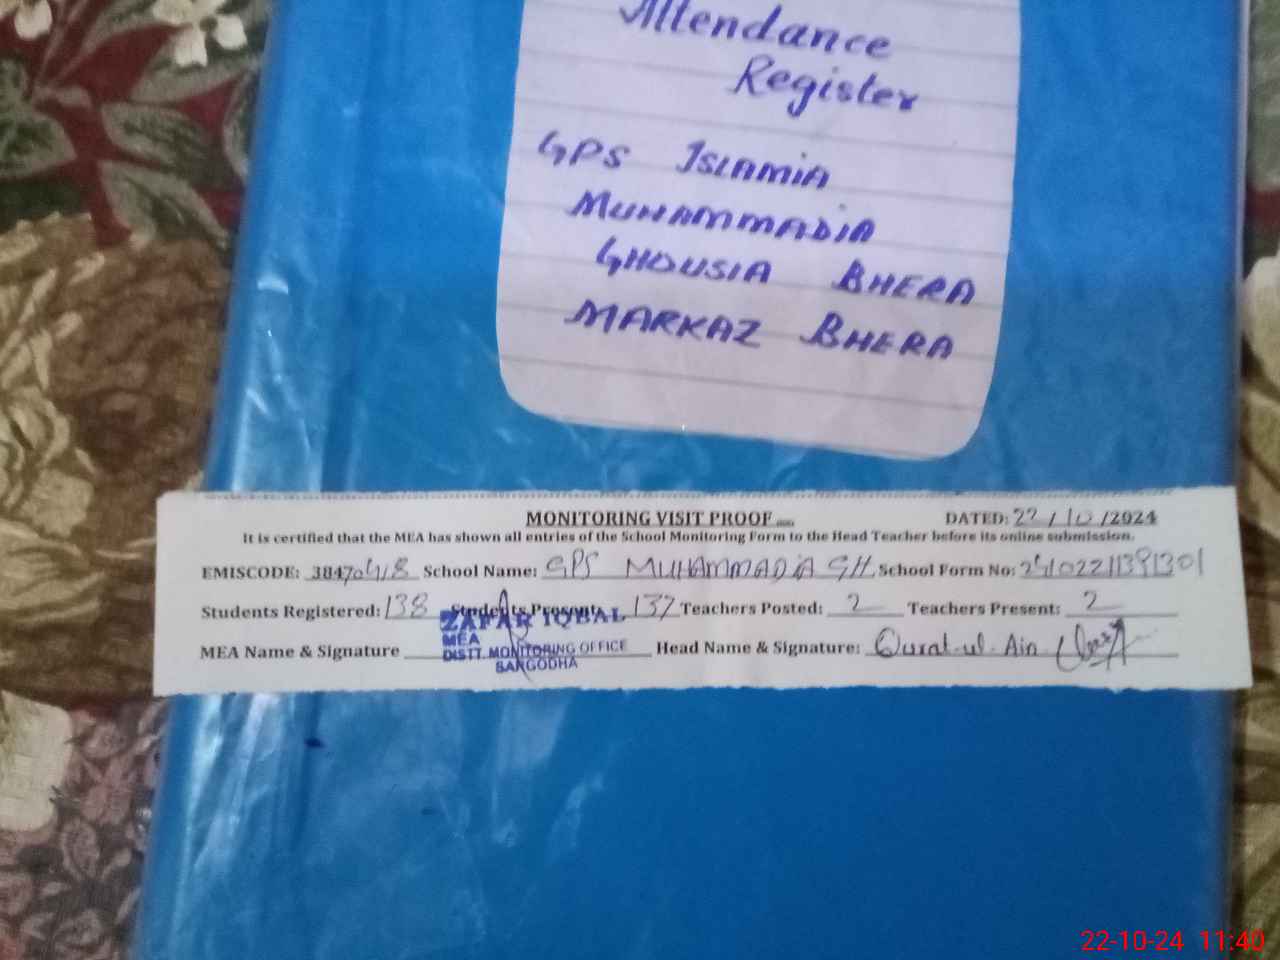 Attendance
Register
GPS ISLAMIA
MUHAMMADIA
GHOUSIA BHERA
MARKAZ BHERA
MONITORING VISIT PROOF
DATED: 22/10/2024
It is certified that the MEA has shown all entries of the School Monitoring Form to the Head Teacher before its online submission.
EMISCODE: 38470418 School Name: GPS MUHAMMADIA GH School Form No:
Students Registered: 138 Students Present: 137 Teachers Posted: 2 Teachers Present: 2
ZAFAR IQBAL
MEA
DISTT. MONITORING OFFICE
SARGODHA
MEA Name & Signature Head Name & Signature: Qurat-ul-Ain
22-10-24 11:40